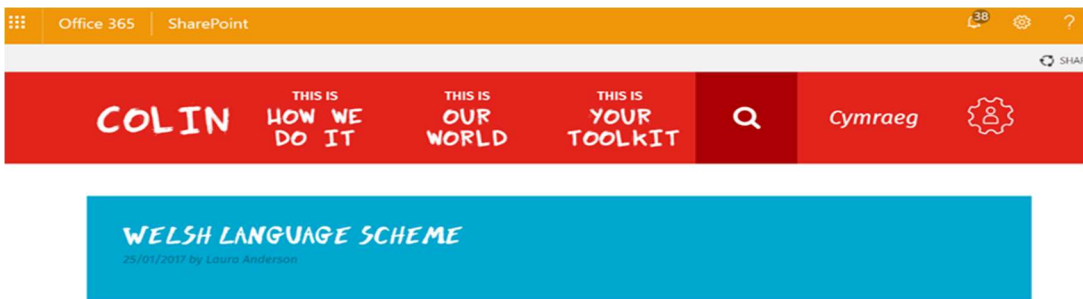 Office 365 SharePoint 38 ?
SHAR
COLIN
THIS IS
HOW WE
DO IT
THIS IS
OUR
WORLD
THIS IS
YOUR
TOOLKIT
Cymraeg
WELSH LANGUAGE SCHEME
25/01/2017 by Laura Anderson